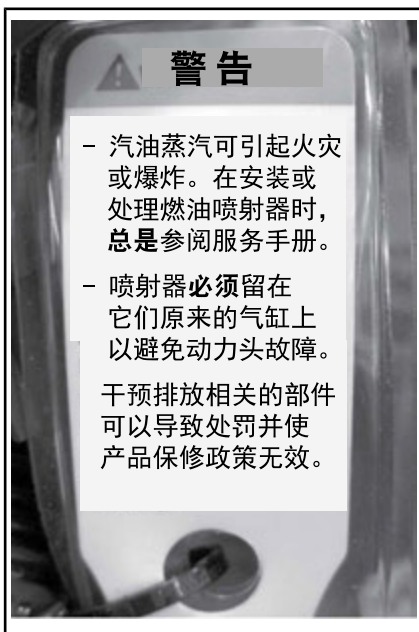 警告
- 汽油蒸汽可引起火灾
或爆炸。在安装或
处理燃油喷射器时，
总是参阅服务手册。
- 喷射器必须留在
它们原来的气缸上
以避免动力头故障。
干预排放相关的部件
可以导致处罚并使
产品保修政策无效。